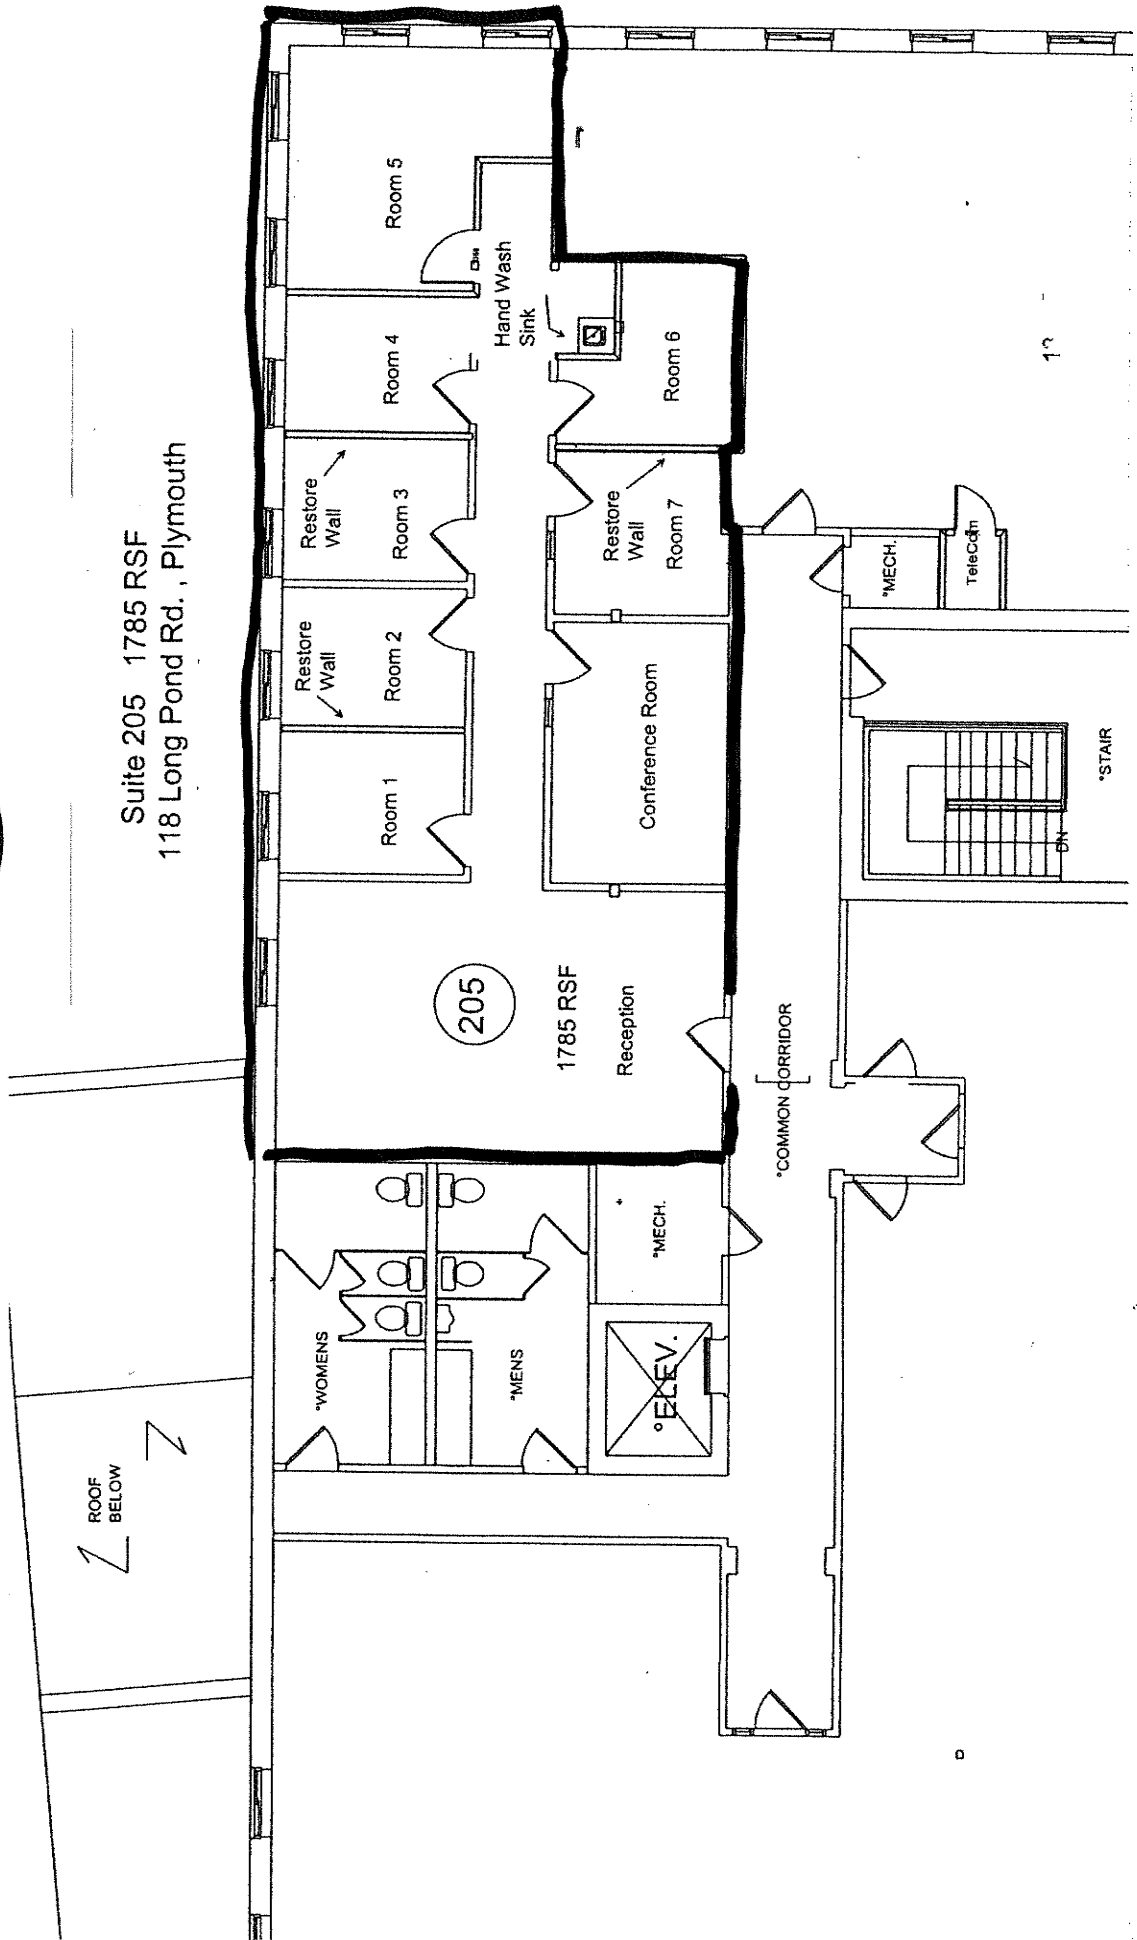 Suite 205 1785 RSF
118 Long Pond Rd., Plymouth
ROOF
BELOW
°WOMENS
°MENS
°ELEV.
°MECH.
205
1785 RSF
Reception
Room 1
Restore
Wall
Room 2
Restore
Wall
Room 3
Room 4
Room 5
Hand Wash
Sink
Room 6
Restore
Wall
Room 7
Conference Room
°COMMON CORRIDOR
°MECH.
TeleCom
DN
°STAIR